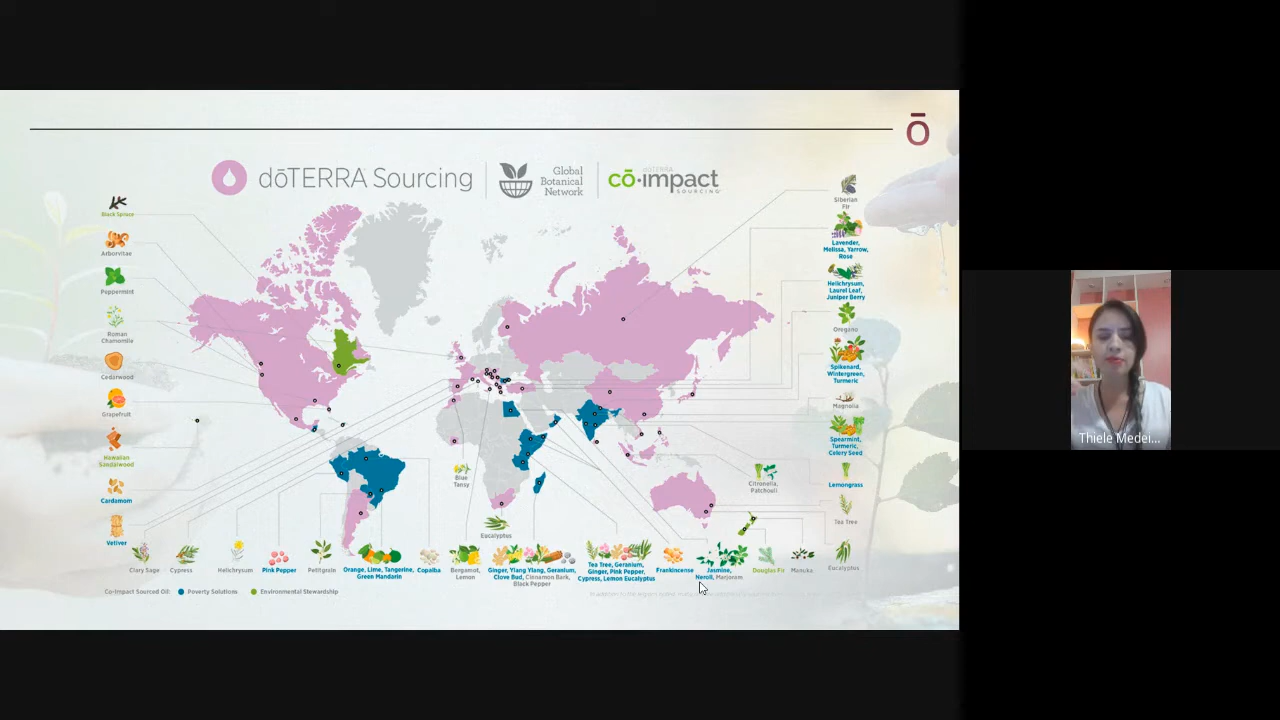 ō
dōTERRA Sourcing
Global
Botanical
Network
dōTERRA
cō·impact
SOURCING
Black Spruce
Arborvitae
Peppermint
Roman
Chamomile
Cedarwood
Grapefruit
Hawaiian
Sandalwood
Cardamom
Vetiver
Siberian
Fir
Lavender,
Melissa, Yarrow,
Rose
Helichrysum,
Laurel Leaf,
Juniper Berry
Oregano
Spikenard,
Wintergreen,
Turmeric
Magnolia
Spearmint,
Turmeric,
Celery Seed
Lemongrass
Tea Tree
Eucalyptus
Blue
Tansy
Eucalyptus
Citronella,
Patchouli
Clary Sage
Cypress
Helichrysum
Pink Pepper
Petitgrain
Orange, Lime, Tangerine,
Green Mandarin
Copaiba
Bergamot,
Lemon
Ginger, Ylang Ylang, Geranium,
Clove Bud, Cinnamon Bark,
Black Pepper
Tea Tree, Geranium,
Ginger, Pink Pepper,
Cypress, Lemon Eucalyptus
Frankincense
Jasmine,
Neroli, Marjoram
Douglas Fir
Manuka
Co-Impact Sourced Oil:
Poverty Solutions
Environmental Stewardship
Thiele Medei...